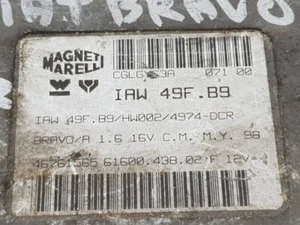 FIAT BRAVO
MAGNETI
MARELLI
071 00
IAW 49F.B9
IAW 49F.B9/HW002/4974-DCR
BRAVO/A 1.6 16V C.M. M.Y. 98
61600.438.02 F 12V